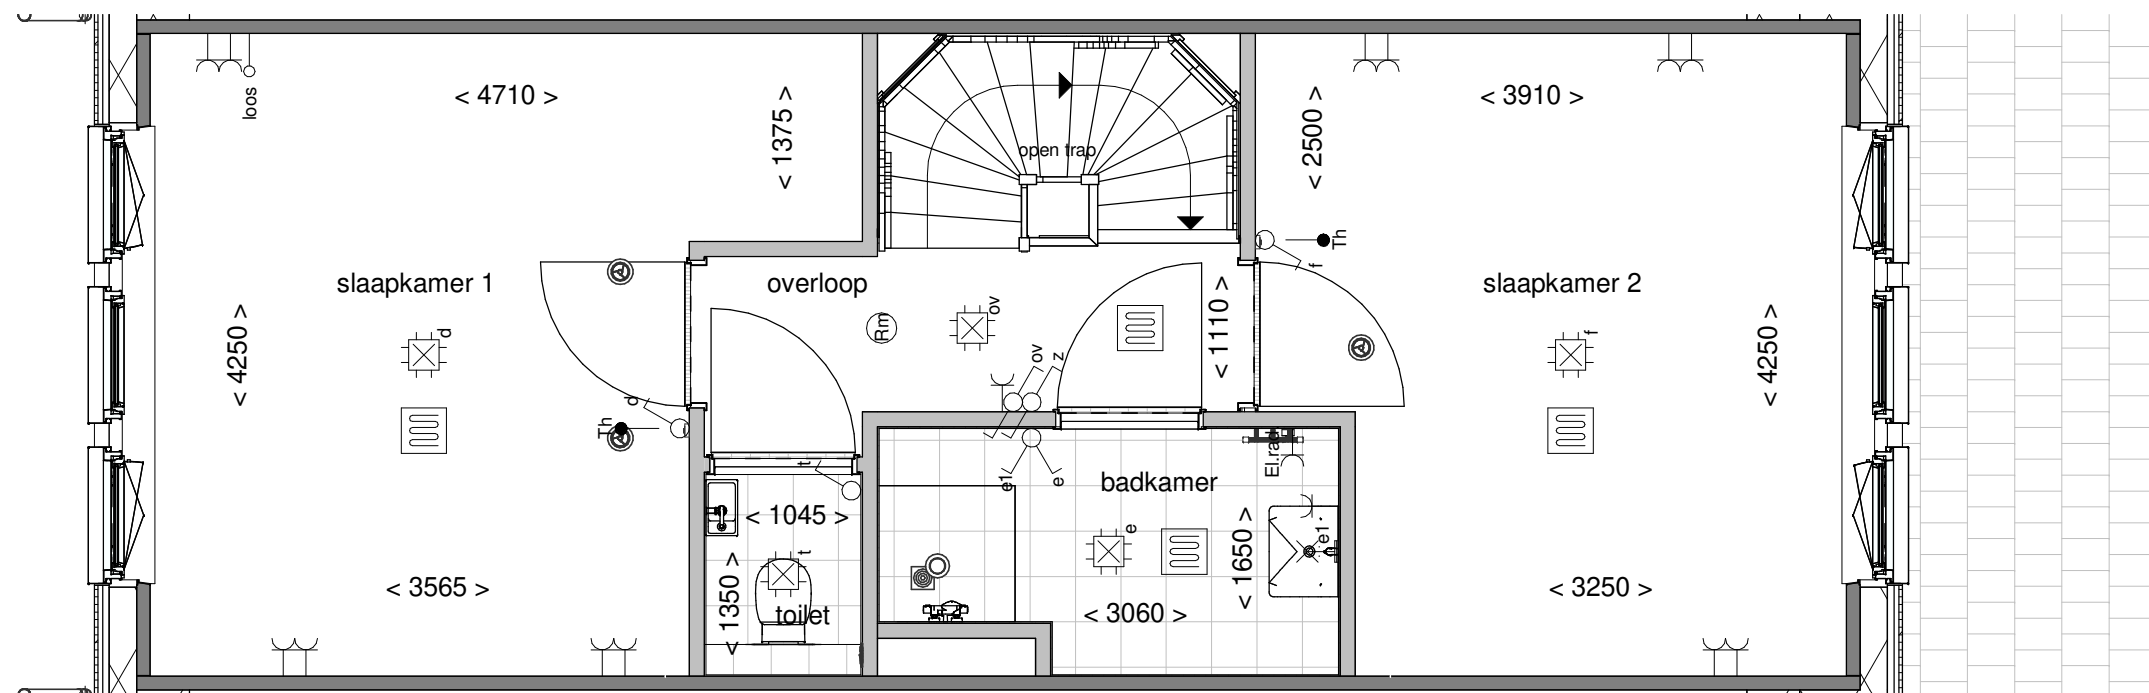 loos
< 4710 >
< 1375 >
open trap
< 2500 >
< 3910 >
Th
f
slaapkamer 1
overloop
slaapkamer 2
< 4250 >
d
Rm
ov
< 1110 >
f
< 4250 >
ov
z
d
Th
t
e1
e
El.rad
badkamer
< 1045 >
t
e
< 1650 >
e1
< 3565 >
< 1350 >
toilet
< 3060 >
< 3250 >